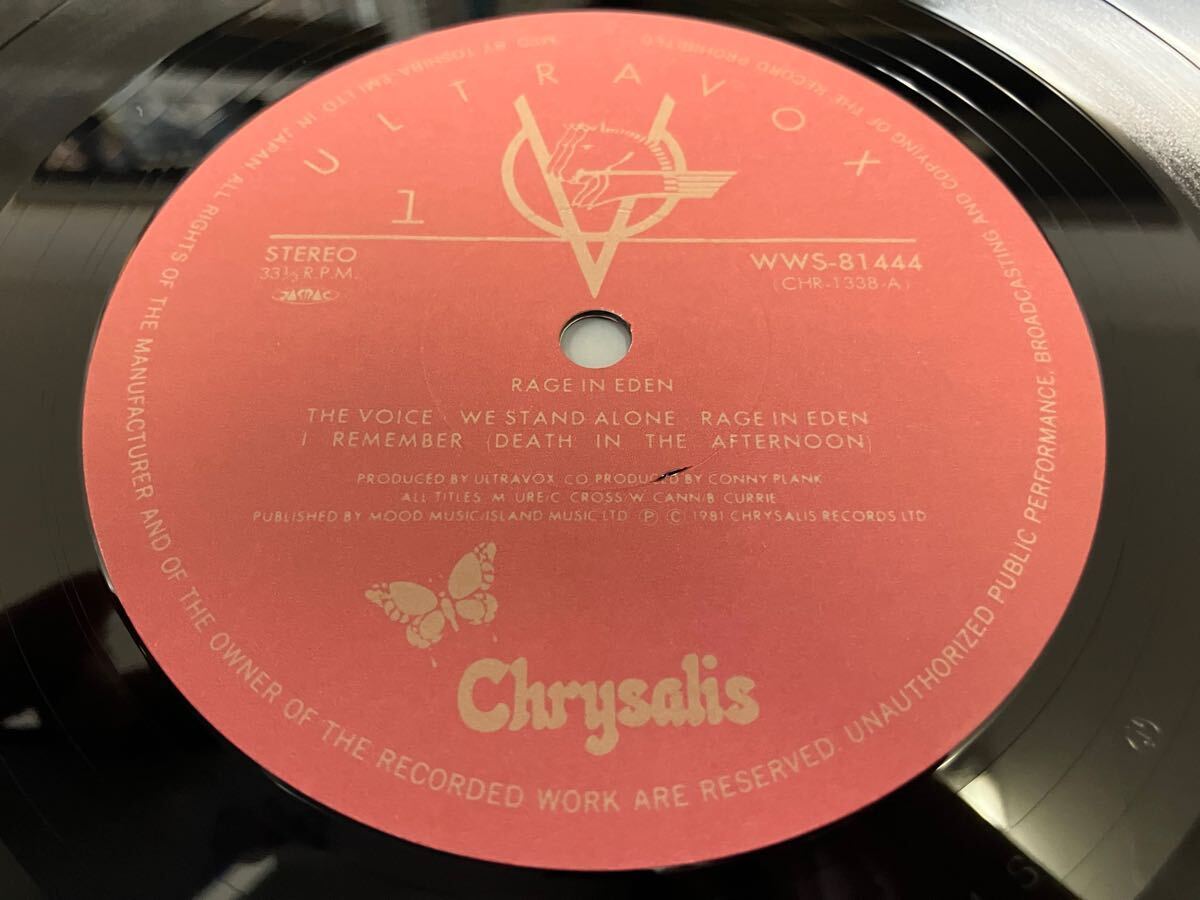 ULTRAVOX
1
STEREO
33⅓ R.P.M.
JASRAC
WWS-81444
(CHR-1338-A)
RAGE IN EDEN
THE VOICE · WE STAND ALONE · RAGE IN EDEN
I REMEMBER (DEATH IN THE AFTERNOON)
PRODUCED BY ULTRAVOX CO PRODUCED BY CONNY PLANK
ALL TITLES M URE/C CROSS/W CANN/B CURRIE
PUBLISHED BY MOOD MUSIC/ISLAND MUSIC LTD Ⓟ © 1981 CHRYSALIS RECORDS LTD
Chrysalis
MFD BY TOSHIBA-EMI LTD IN JAPAN ALL RIGHTS OF THE MANUFACTURER AND OF THE OWNER OF THE RECORDED WORK ARE RESERVED. UNAUTHORIZED PUBLIC PERFORMANCE, BROADCASTING AND COPYING OF THE RECORD PROHIBITED